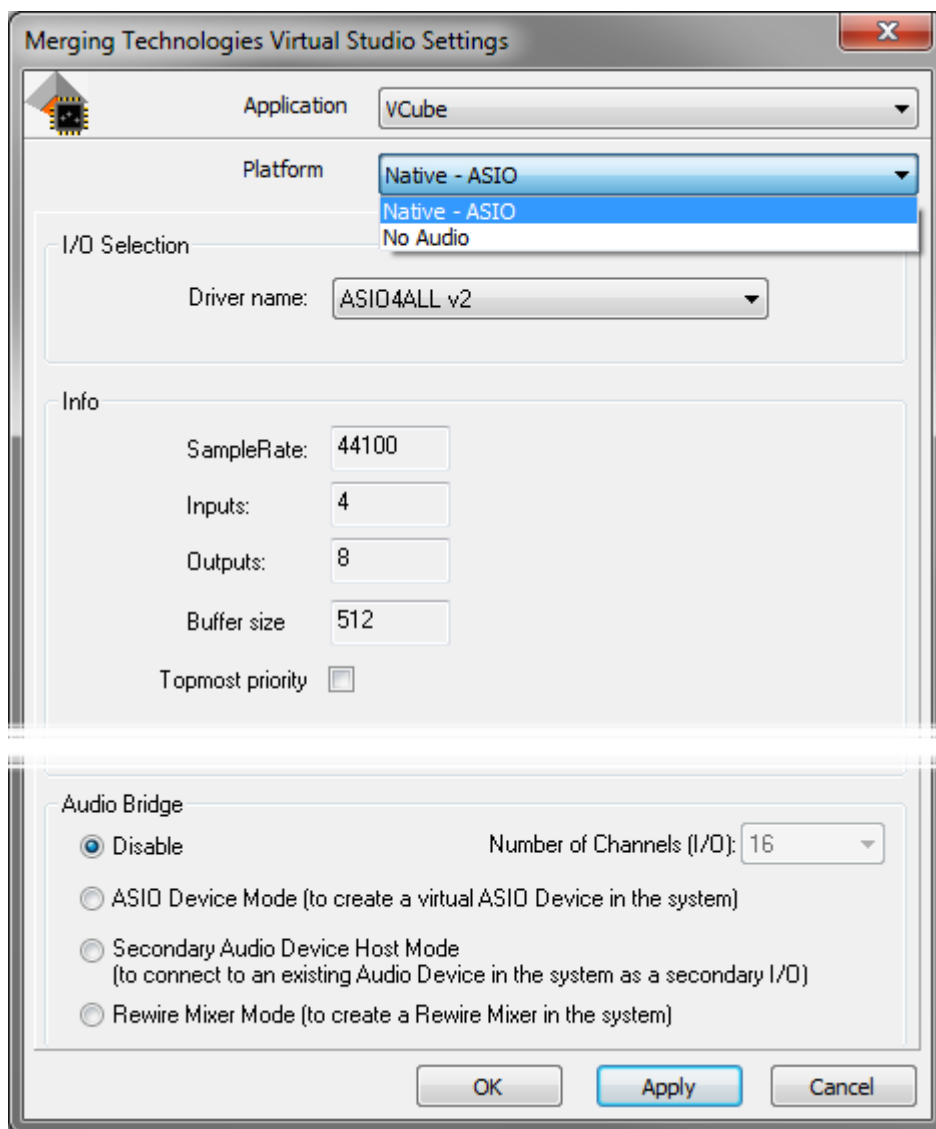 Merging Technologies Virtual Studio Settings
Application VCube
Platform Native - ASIO
Native - ASIO
No Audio
I/O Selection
Driver name: ASIO4ALL v2
Info
SampleRate: 44100
Inputs: 4
Outputs: 8
Buffer size 512
Topmost priority
Audio Bridge
Disable Number of Channels (I/O): 16
ASIO Device Mode (to create a virtual ASIO Device in the system)
Secondary Audio Device Host Mode
(to connect to an existing Audio Device in the system as a secondary I/O)
Rewire Mixer Mode (to create a Rewire Mixer in the system)
OK Apply Cancel